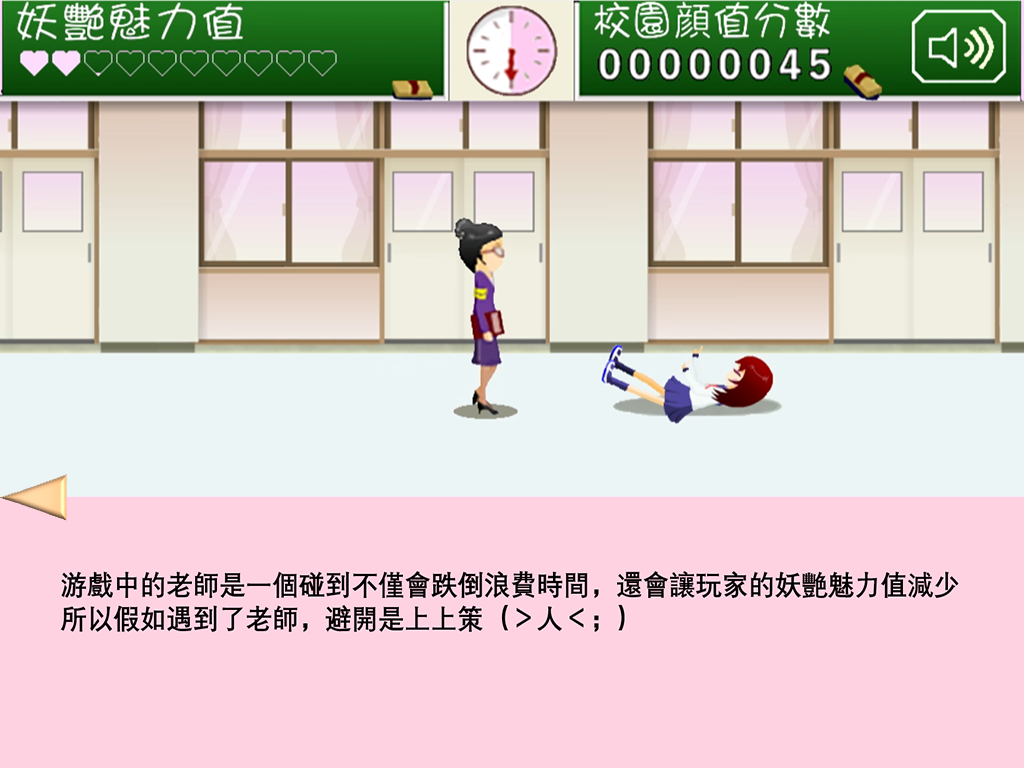 妖艷魅力值
校園顏值分數
00000045
游戲中的老師是一個碰到不僅會跌倒浪費時間，還會讓玩家的妖艷魅力值減少
所以假如遇到了老師，避開是上上策（＞人＜；）